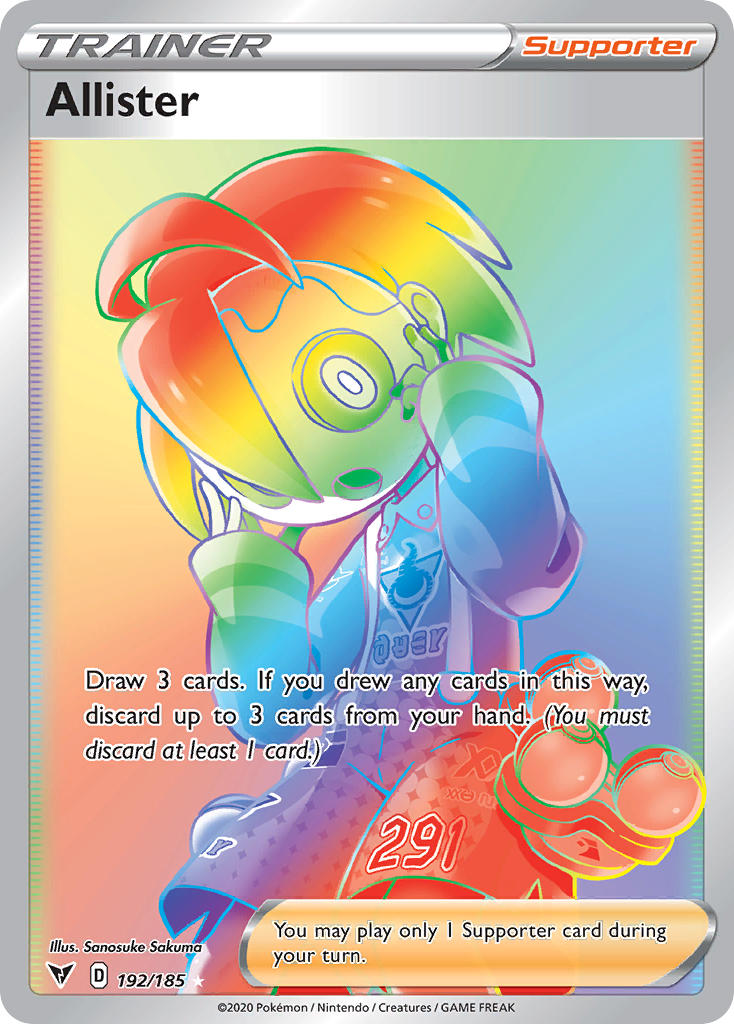 TRAINER
Supporter
Allister
Draw 3 cards. If you drew any cards in this way,
discard up to 3 cards from your hand. (You must
discard at least 1 card.)
291
You may play only 1 Supporter card during
your turn.
Illus. Sanosuke Sakuma
D 192/185
©2020 Pokémon / Nintendo / Creatures / GAME FREAK